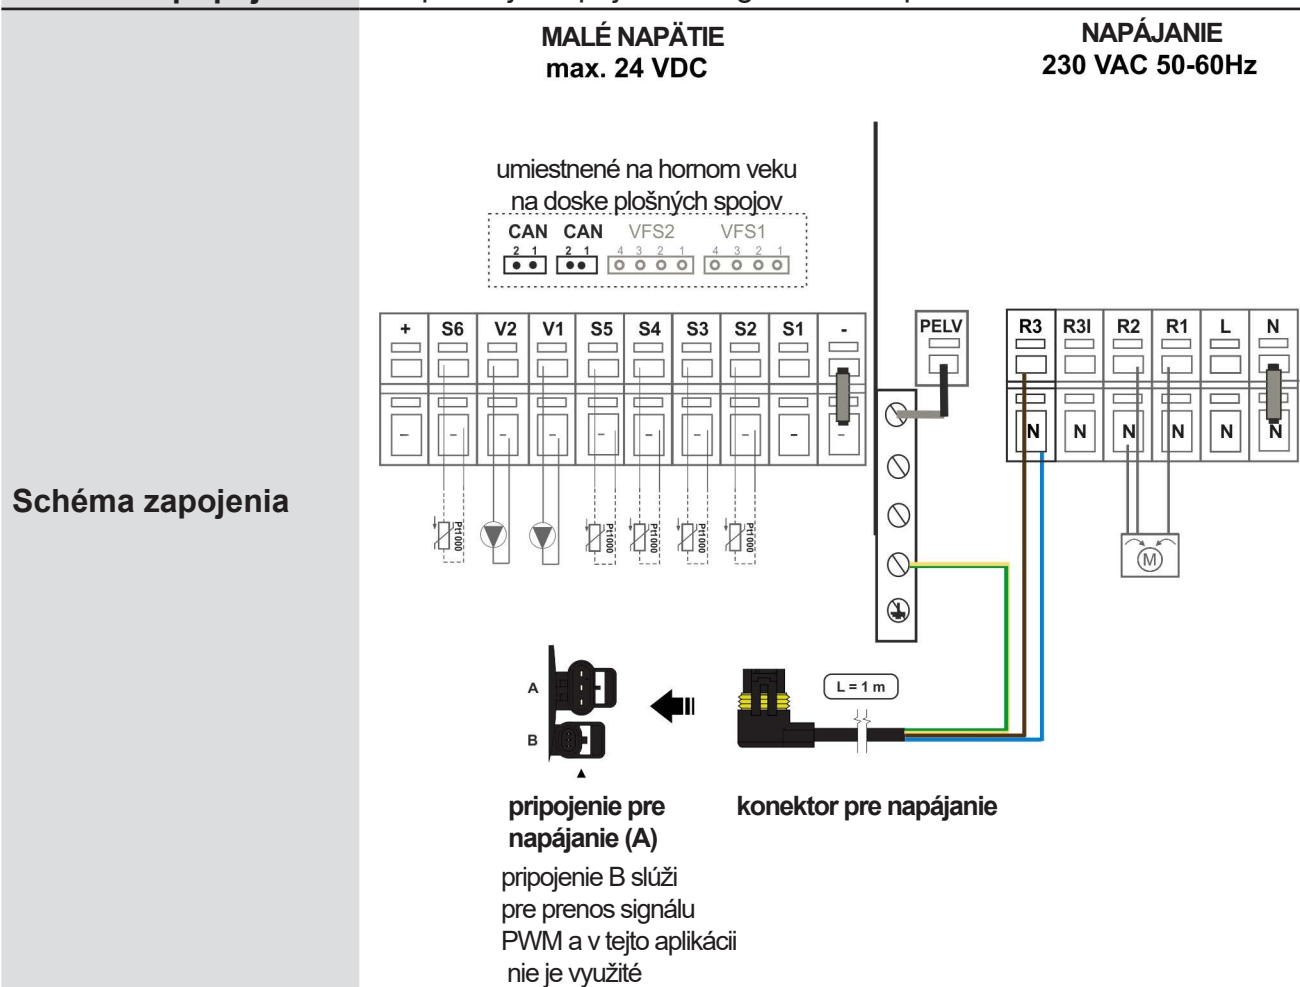 MALÉ NAPÄTIE
max. 24 VDC
NAPÁJANIE
230 VAC 50-60Hz
umiestnené na hornom veku
na doske plošných spojov
CAN CAN VFS2 VFS1
2 1 2 1 4 3 2 1 4 3 2 1
+ S6 V2 V1 S5 S4 S3 S2 S1 -
- - - - - - - - -
PELV
R3 R3I R2 R1 L N
N N N N N N
Pt1000 Pt1000 Pt1000 Pt1000 Pt1000
M
Schéma zapojenia
A
B
L = 1 m
pripojenie pre
napájanie (A)
konektor pre napájanie
pripojenie B slúži
pre prenos signálu
PWM a v tejto aplikácii
nie je využité